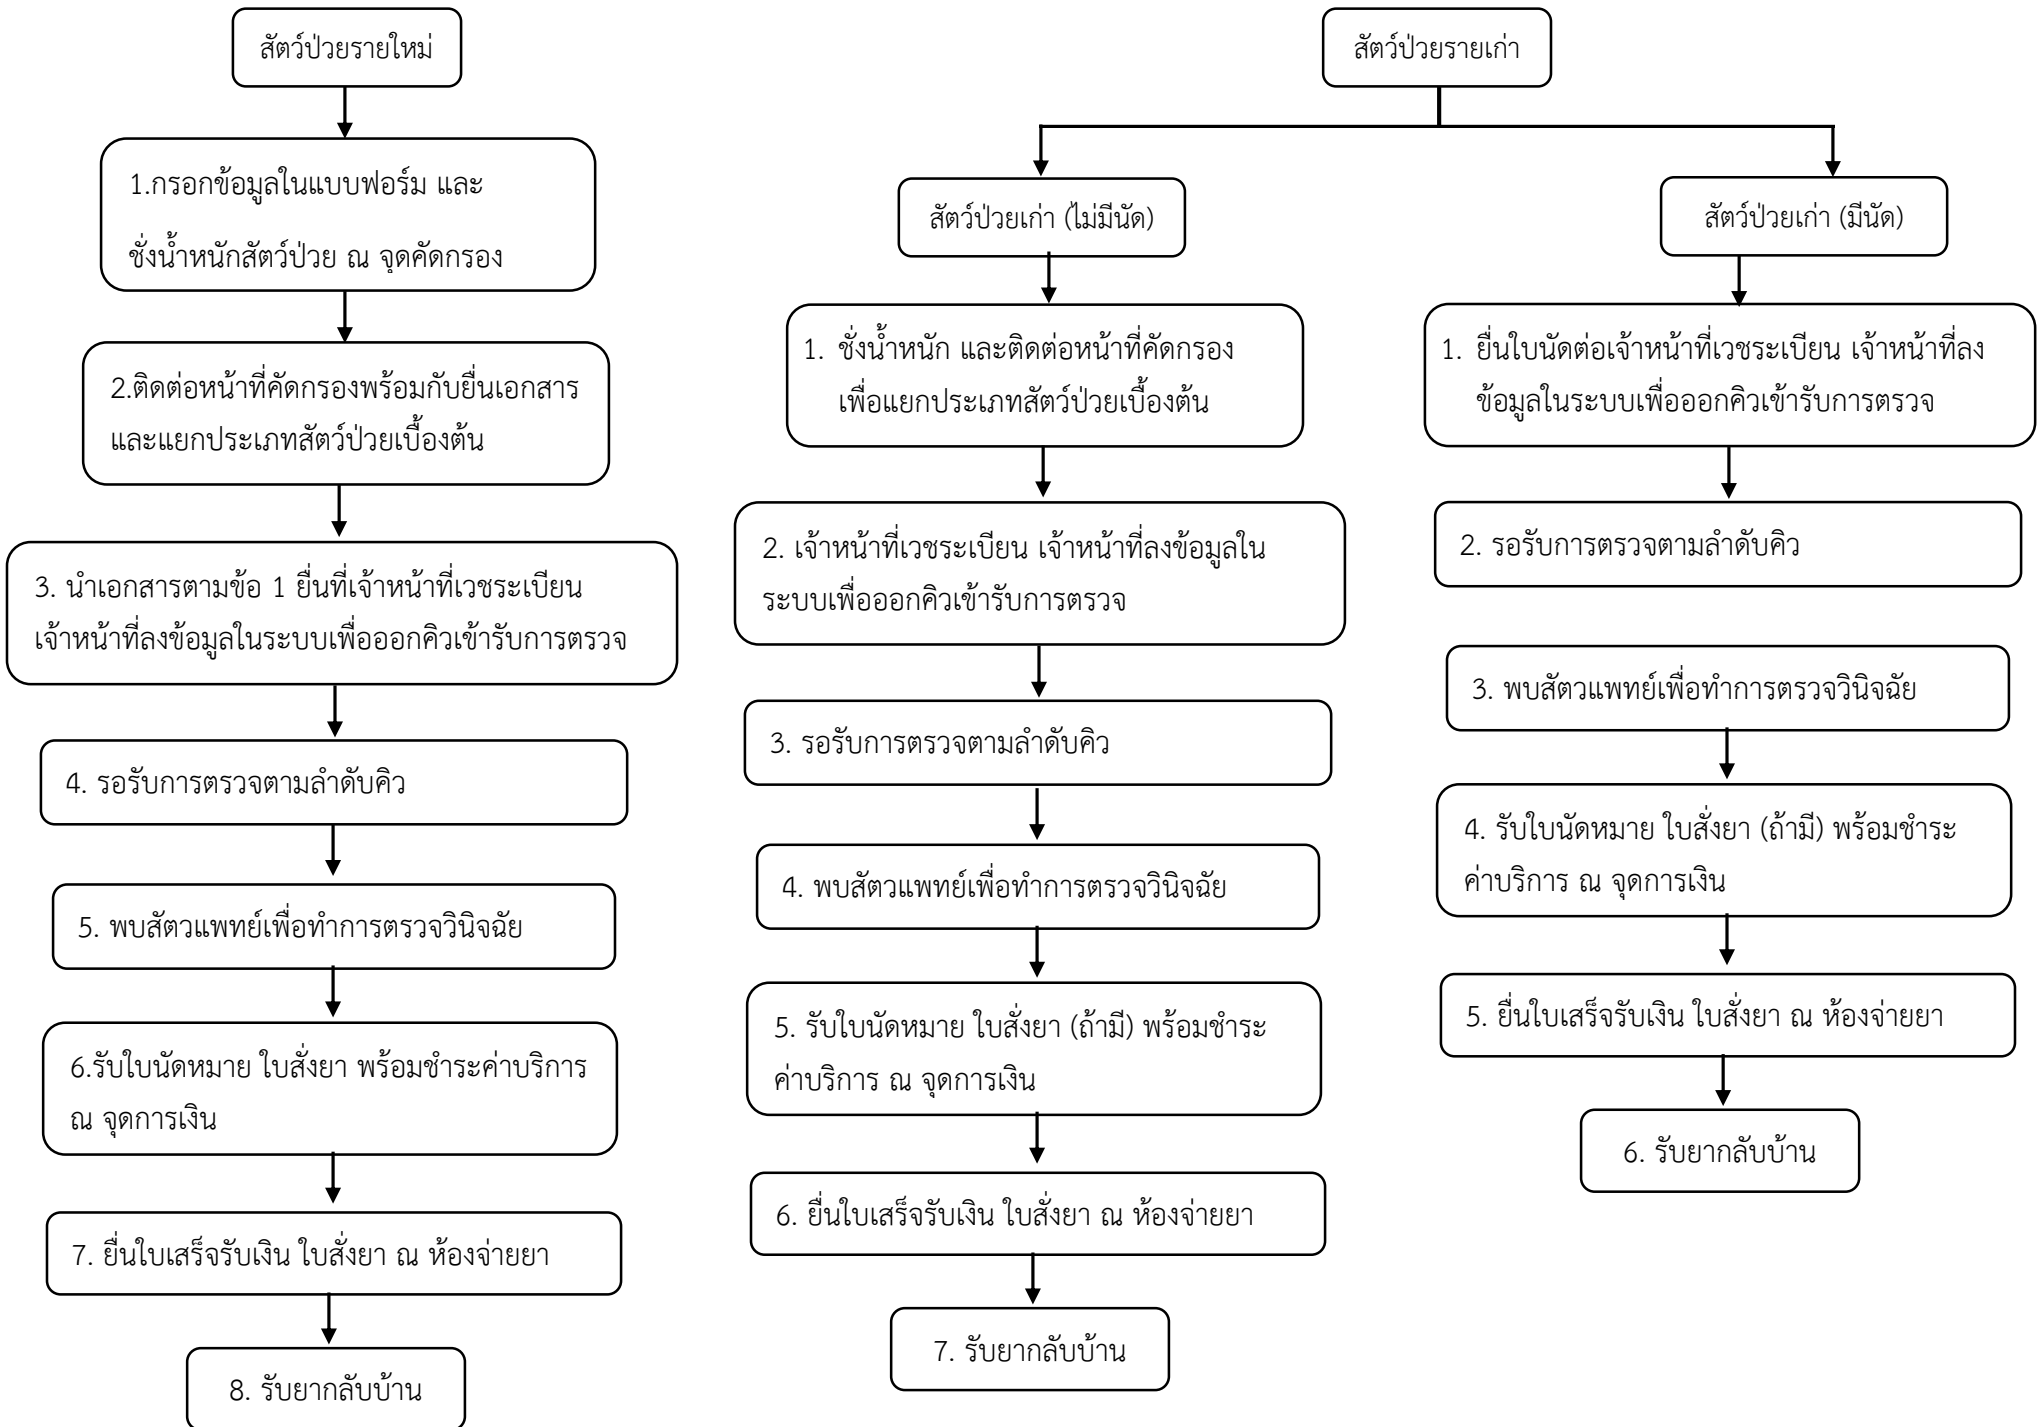 สัตว์ป่วยรายใหม่
1.กรอกข้อมูลในแบบฟอร์ม และ
ชั่งน้ำหนักสัตว์ป่วย ณ จุดคัดกรอง
2.ติดต่อหน้าที่คัดกรองพร้อมกับยื่นเอกสาร
และแยกประเภทสัตว์ป่วยเบื้องต้น
3. นำเอกสารตามข้อ 1 ยื่นที่เจ้าหน้าที่เวชระเบียน
เจ้าหน้าที่ลงข้อมูลในระบบเพื่อออกคิวเข้ารับการตรวจ
4. รอรับการตรวจตามลำดับคิว
5. พบสัตวแพทย์เพื่อทำการตรวจวินิจฉัย
6.รับใบนัดหมาย ใบสั่งยา พร้อมชำระค่าบริการ
ณ จุดการเงิน
7. ยื่นใบเสร็จรับเงิน ใบสั่งยา ณ ห้องจ่ายยา
8. รับยากลับบ้าน
สัตว์ป่วยรายเก่า
สัตว์ป่วยเก่า (ไม่มีนัด)
1. ชั่งน้ำหนัก และติดต่อหน้าที่คัดกรอง
เพื่อแยกประเภทสัตว์ป่วยเบื้องต้น
2. เจ้าหน้าที่เวชระเบียน เจ้าหน้าที่ลงข้อมูลใน
ระบบเพื่อออกคิวเข้ารับการตรวจ
3. รอรับการตรวจตามลำดับคิว
4. พบสัตวแพทย์เพื่อทำการตรวจวินิจฉัย
5. รับใบนัดหมาย ใบสั่งยา (ถ้ามี) พร้อมชำระ
ค่าบริการ ณ จุดการเงิน
6. ยื่นใบเสร็จรับเงิน ใบสั่งยา ณ ห้องจ่ายยา
7. รับยากลับบ้าน
สัตว์ป่วยเก่า (มีนัด)
1. ยื่นใบนัดต่อเจ้าหน้าที่เวชระเบียน เจ้าหน้าที่ลง
ข้อมูลในระบบเพื่อออกคิวเข้ารับการตรวจ
2. รอรับการตรวจตามลำดับคิว
3. พบสัตวแพทย์เพื่อทำการตรวจวินิจฉัย
4. รับใบนัดหมาย ใบสั่งยา (ถ้ามี) พร้อมชำระ
ค่าบริการ ณ จุดการเงิน
5. ยื่นใบเสร็จรับเงิน ใบสั่งยา ณ ห้องจ่ายยา
6. รับยากลับบ้าน